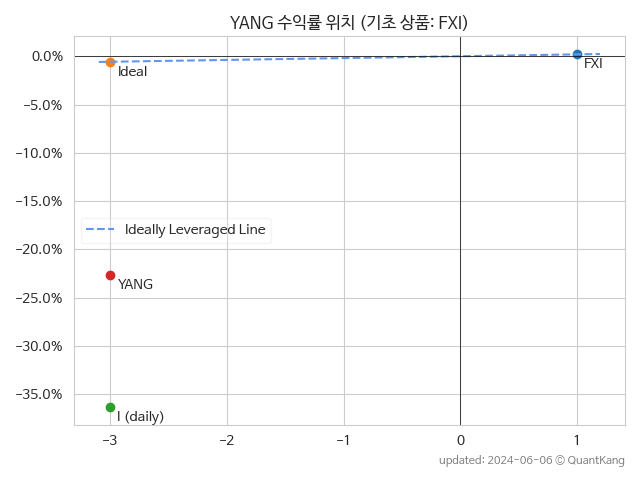 YANG 수익률 위치 (기초 상품: FXI)
0.0%
Ideal
FXI
−5.0%
−10.0%
−15.0%
Ideally Leveraged Line
−20.0%
YANG
−25.0%
−30.0%
−35.0%
I (daily)
−3 −2 −1 0 1
updated: 2024-06-06 © QuantKang